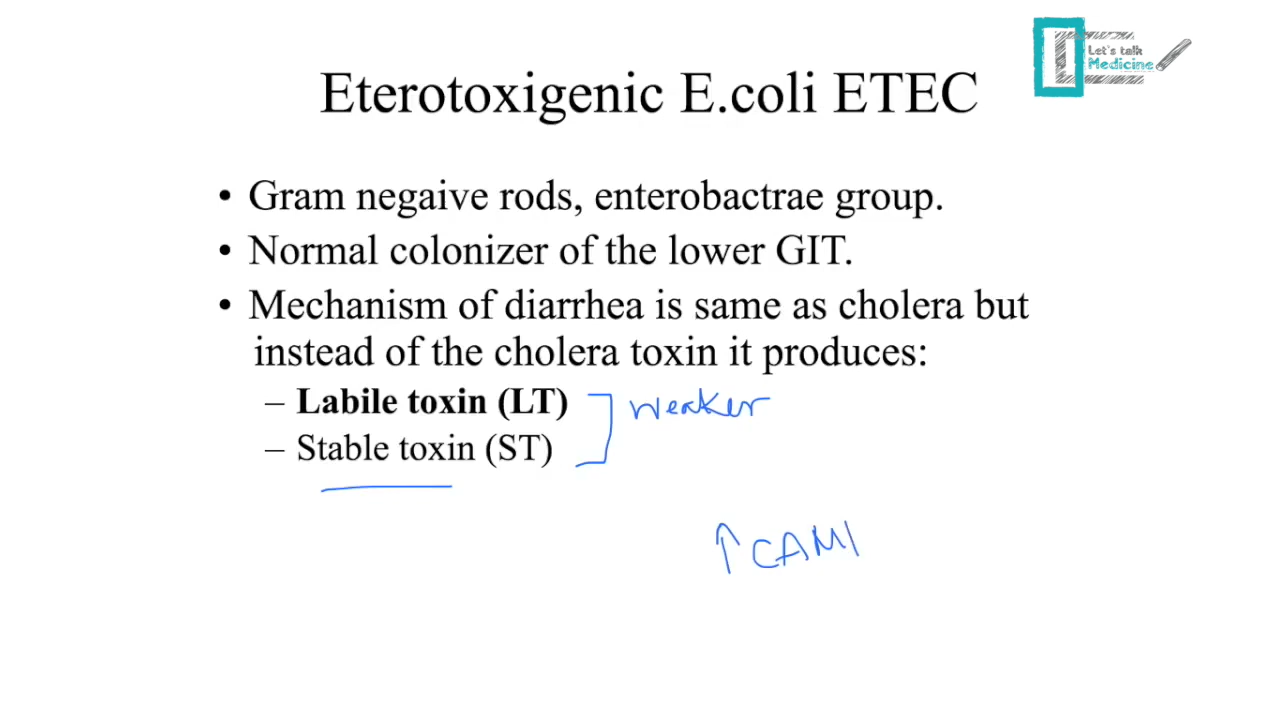 Let's talk
Medicine
Eterotoxigenic E.coli ETEC
• Gram negaive rods, enterobactrae group.
• Normal colonizer of the lower GIT.
• Mechanism of diarrhea is same as cholera but
instead of the cholera toxin it produces:
– Labile toxin (LT) weaker
– Stable toxin (ST)
↑ CAM